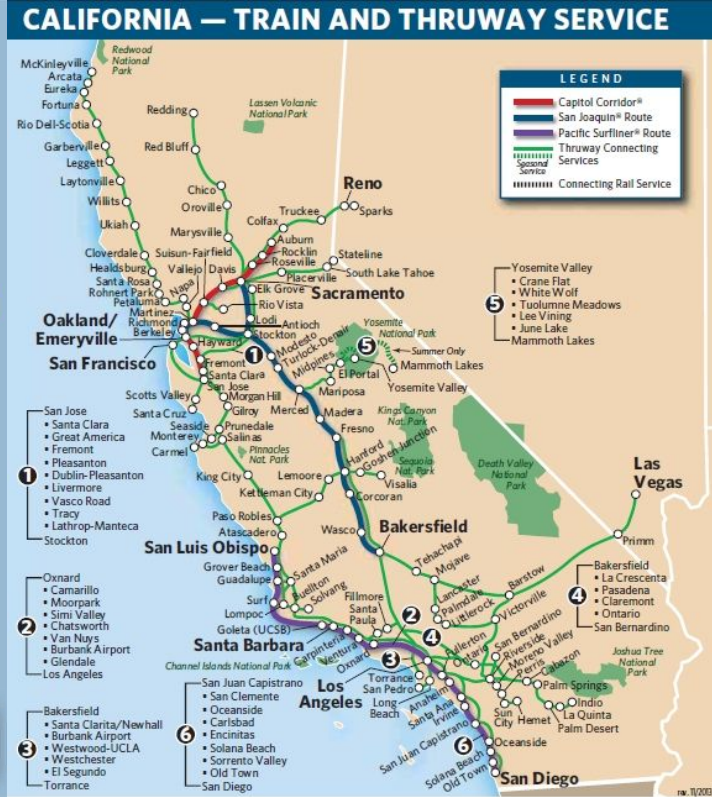 CALIFORNIA — TRAIN AND THRUWAY SERVICE
LEGEND
Capitol Corridor®
San Joaquin® Route
Pacific Surfliner® Route
Thruway Connecting
Services
Seasonal
Service
Connecting Rail Service
McKinleyville
Arcata
Eureka
Fortuna
Rio Dell-Scotia
Garberville
Leggett
Laytonville
Willits
Ukiah
Cloverdale
Healdsburg
Santa Rosa
Rohnert Park
Petaluma
Redwood
National
Park
Redding
Red Bluff
Lassen Volcanic
National Park
Chico
Oroville
Marysville
Reno
Sparks
Truckee
Colfax
Auburn
Rocklin
Roseville
Stateline
South Lake Tahoe
Placerville
Sacramento
Elk Grove
Suisun-Fairfield
Vallejo
Davis
Napa
Martinez
Richmond
Berkeley
Rio Vista
Lodi
Antioch
Stockton
Oakland/
Emeryville
San Francisco
Hayward
1
Fremont
Santa Clara
San Jose
Modesto
Turlock-Denair
Midpines
Yosemite
National Park
5
Summer Only
Mammoth Lakes
El Portal
Yosemite Valley
Mariposa
Merced
Scotts Valley
Santa Cruz
Morgan Hill
Gilroy
Seaside
Prunedale
Monterey
Salinas
Carmel
Madera
Fresno
Kings Canyon
Nat. Park
Pinnacles
Nat. Park
Hanford
Goshen Junction
Sequoia
Nat. Park
Visalia
King City
Lemoore
Kettleman City
Corcoran
Death Valley
National
Park
Las
Vegas
Primm
Paso Robles
Atascadero
San Luis Obispo
Wasco
Bakersfield
Grover Beach
Guadalupe
Santa Maria
Buellton
Solvang
Surf
Lompoc
Goleta (UCSB)
Santa Barbara
Carpinteria
Ventura
Oxnard
Fillmore
Santa
Paula
Channel Islands National Park
Tehachapi
Mojave
Lancaster
Palmdale
Littlerock
Barstow
Victorville
2
4
3
Fullerton
Ontario
San Bernardino
Riverside
Moreno Valley
Perris
Cabazon
Joshua Tree
National Park
Palm Springs
Indio
La Quinta
Palm Desert
Hemet
Sun
City
Los
Angeles
Torrance
San Pedro
Long
Beach
Anaheim
Santa Ana
Irvine
San Juan Capistrano
6
Oceanside
Solana Beach
Old Town
San Diego
5
Yosemite Valley
▪ Crane Flat
▪ White Wolf
▪ Tuolumne Meadows
▪ Lee Vining
▪ June Lake
Mammoth Lakes
1
San Jose
▪ Santa Clara
▪ Great America
▪ Fremont
▪ Pleasanton
▪ Dublin-Pleasanton
▪ Livermore
▪ Vasco Road
▪ Tracy
▪ Lathrop-Manteca
Stockton
2
Oxnard
▪ Camarillo
▪ Moorpark
▪ Simi Valley
▪ Chatsworth
▪ Van Nuys
▪ Burbank Airport
▪ Glendale
Los Angeles
3
Bakersfield
▪ Santa Clarita/Newhall
▪ Burbank Airport
▪ Westwood-UCLA
▪ Westchester
▪ El Segundo
Torrance
6
San Juan Capistrano
▪ San Clemente
▪ Oceanside
▪ Carlsbad
▪ Encinitas
▪ Solana Beach
▪ Sorrento Valley
▪ Old Town
San Diego
4
Bakersfield
▪ La Crescenta
▪ Pasadena
▪ Claremont
▪ Ontario
San Bernardino
rev. 11/2013